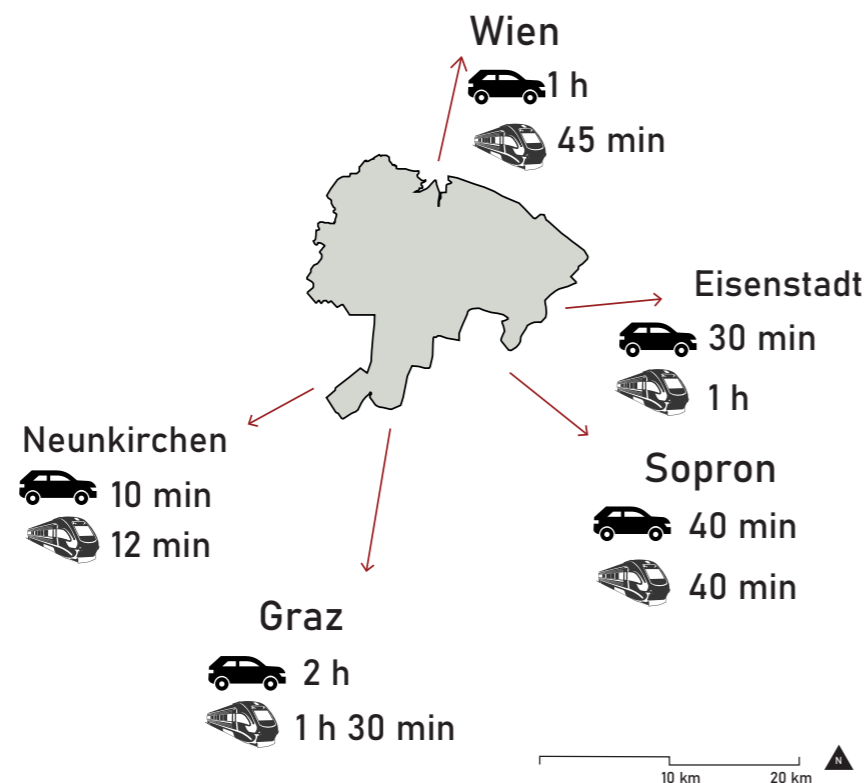 Wien
1 h
45 min
Eisenstadt
30 min
1 h
Neunkirchen
10 min
12 min
Sopron
40 min
40 min
Graz
2 h
1 h 30 min
10 km
20 km
N